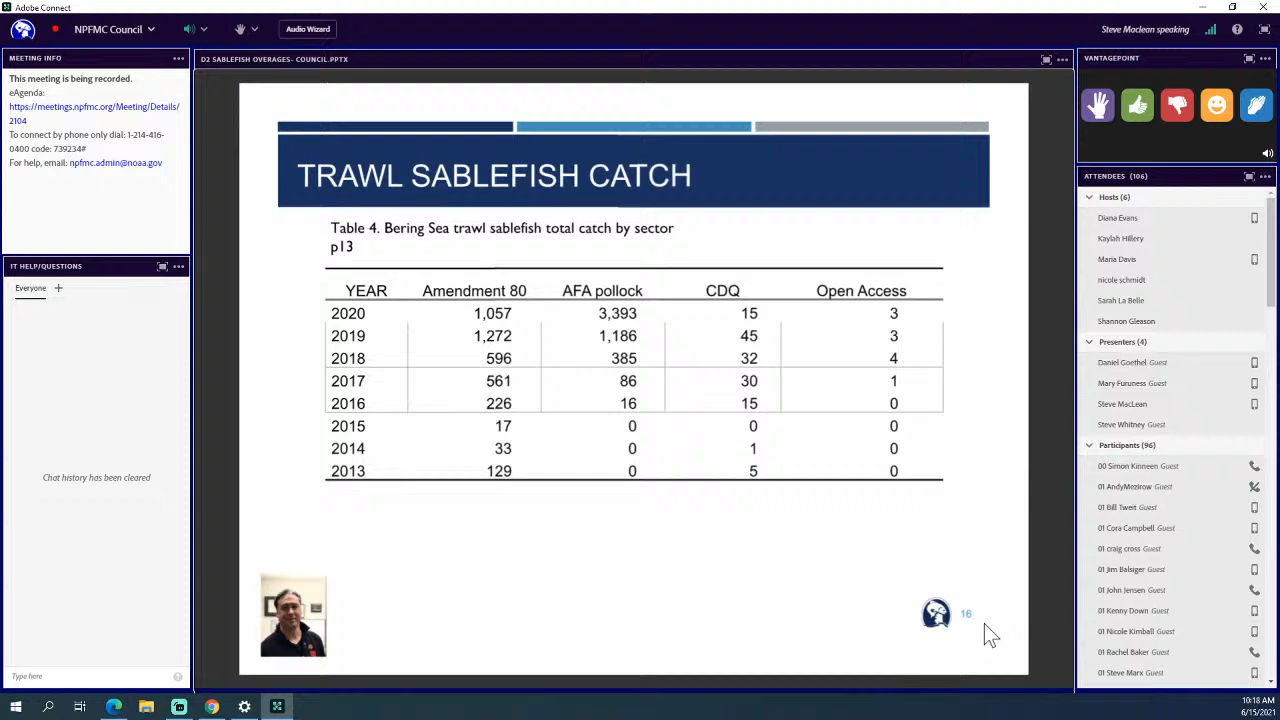 Adobe Connect
NPFMC Council
Audio Wizard
Steve Maclean speaking
MEETING INFO
This meeting is being recorded.
eAgenda:
https://meetings.npfmc.org/Meeting/Details/
2104
To connect by phone only dial: 1-214-416-
0400 code: 739234#
For help, email: npfmc.admin@noaa.gov
IT HELP/QUESTIONS
Everyone
Chat history has been cleared
Type here
D2 SABLEFISH OVERAGES- COUNCIL.PPTX
TRAWL SABLEFISH CATCH
Table 4. Bering Sea trawl sablefish total catch by sector
p13
YEAR Amendment 80 AFA pollock CDQ Open Access
2020 1,057 3,393 15 3
2019 1,272 1,186 45 3
2018 596 385 32 4
2017 561 86 30 1
2016 226 16 15 0
2015 17 0 0 0
2014 33 0 1 0
2013 129 0 5 0
16
VANTAGEPOINT
ATTENDEES (106)
Hosts (6)
Diana Evans
Kaylah Hillery
Maria Davis
nicole schmidt
Sarah La Belle
Shannon Gleason
Presenters (4)
Daniel Goethel Guest
Mary Furuness Guest
Steve MacLean
Steve Whitney Guest
Participants (96)
00 Simon Kinneen Guest
01 AndyMezirow Guest
01 Bill Tweit Guest
01 Cora Campbell Guest
01 craig cross Guest
01 Jim Balsiger Guest
01 John Jensen Guest
01 Kenny Down Guest
01 Nicole Kimball Guest
01 Rachel Baker Guest
01 Steve Marx Guest
10:18 AM
6/15/2021